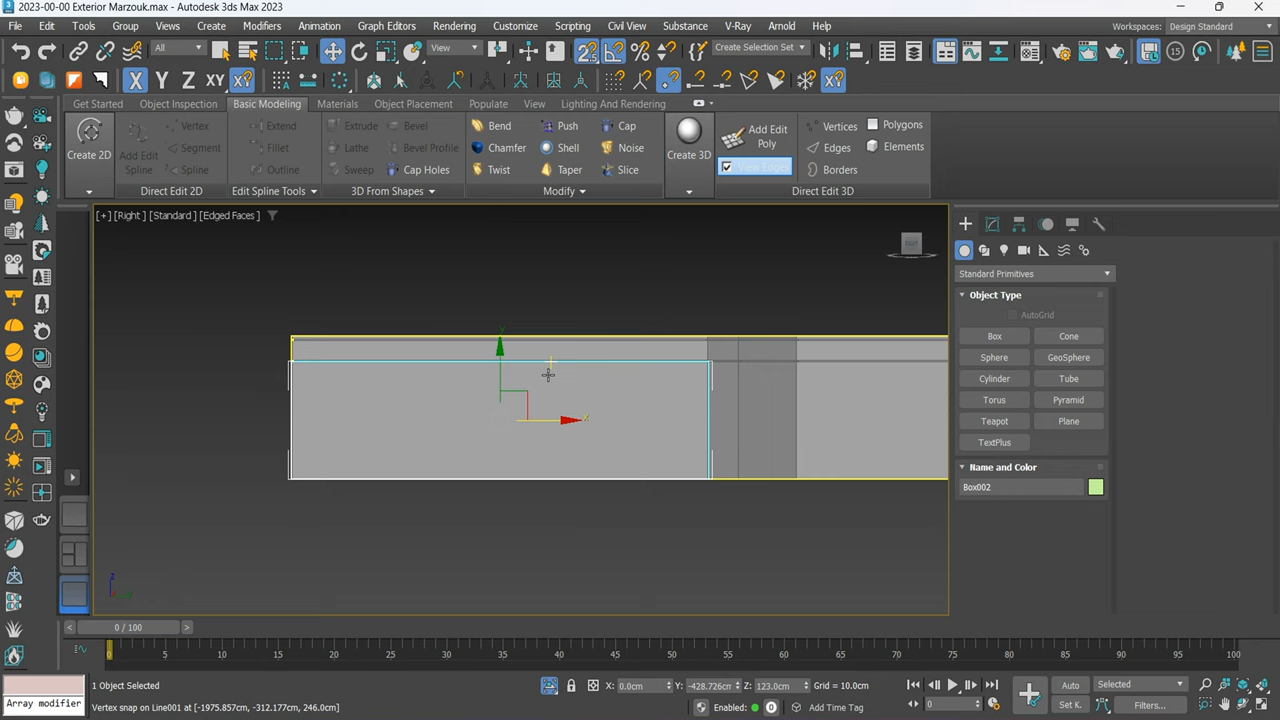 2023-00-00 Exterior Marzouk.max - Autodesk 3ds Max 2023
File Edit Tools Group Views Create Modifiers Animation Graph Editors Rendering Customize Scripting Civil View Substance V-Ray Arnold Help
Workspaces: Design Standard
All View Create Selection Set 15
X Y Z XY
Get Started Object Inspection Basic Modeling Materials Object Placement Populate View Lighting And Rendering
Create 2D Add Edit Spline Vertex Segment Spline Extend Fillet Outline Extrude Lathe Sweep Bevel Bevel Profile Cap Holes Bend Chamfer Twist Push Shell Taper Cap Noise Slice Create 3D Add Edit Poly Vertices Edges Borders Polygons Elements
Direct Edit 2D Edit Spline Tools 3D From Shapes Modify Direct Edit 3D
[+] [Right ] [Standard ] [Edged Faces ]
Standard Primitives
Object Type
AutoGrid
Box Cone
Sphere GeoSphere
Cylinder Tube
Torus Pyramid
Teapot Plane
TextPlus
Name and Color
Box002
y
x
z
0 / 100
0 5 10 15 20 25 30 35 40 45 50 55 60 65 70 75 80 85 90 95 100
1 Object Selected X: 0.0cm Y: -428.726cm Z: 123.0cm Grid = 10.0cm Auto Selected
Array modifier Vertex snap on Line001 at [-1975.857cm, -312.177cm, 246.0cm] Enabled: 0 Add Time Tag 0 Set K. Filters...